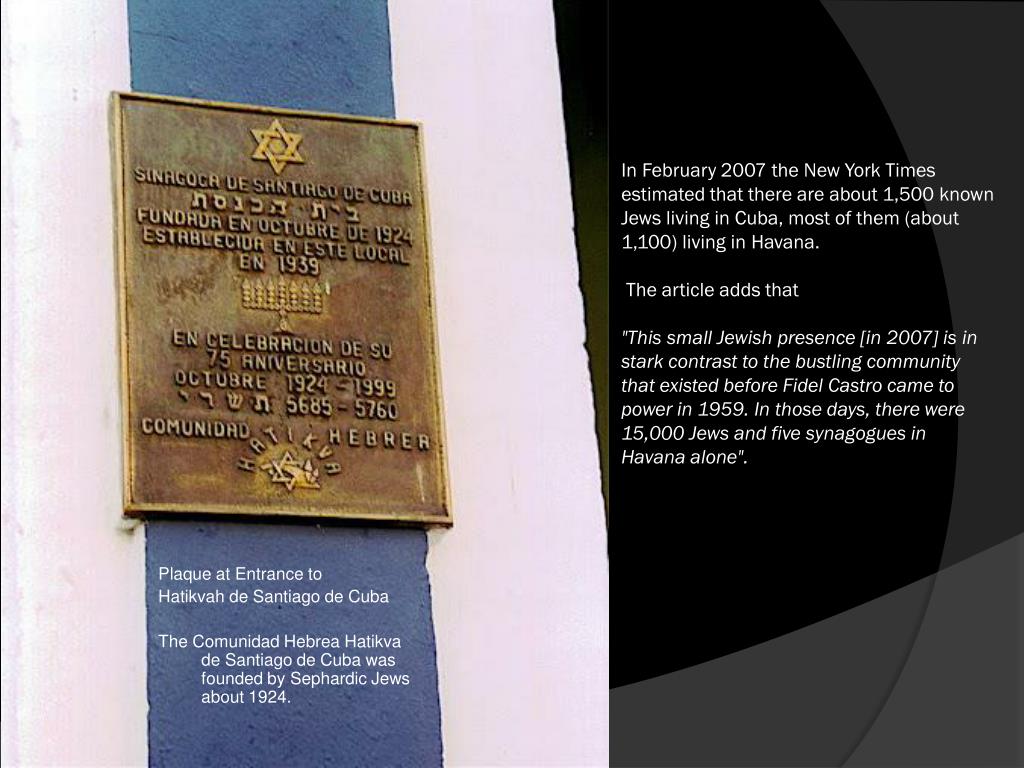 SINAGOGA DE SANTIAGO DE CUBA
בית הכנסת
FUNDADA EN OCTUBRE DE 1924
ESTABLECIDA EN ESTE LOCAL
EN 1939
EN CELEBRACION DE SU
75 ANIVERSARIO
OCTUBRE 1924 - 1999
תשרי 5685 - 5760
COMUNIDAD HEBREA
HATIKVA
Plaque at Entrance to
Hatikvah de Santiago de Cuba
The Comunidad Hebrea Hatikva
de Santiago de Cuba was
founded by Sephardic Jews
about 1924.
In February 2007 the New York Times
estimated that there are about 1,500 known
Jews living in Cuba, most of them (about
1,100) living in Havana.
The article adds that
"This small Jewish presence [in 2007] is in
stark contrast to the bustling community
that existed before Fidel Castro came to
power in 1959. In those days, there were
15,000 Jews and five synagogues in
Havana alone".